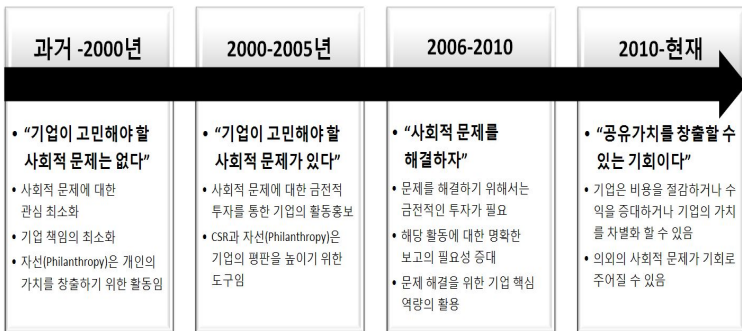 과거 -2000년
“기업이 고민해야 할
사회적 문제는 없다”
사회적 문제에 대한
관심 최소화
기업 책임의 최소화
자선(Philanthropy)은 개인의
가치를 창출하기 위한 활동임
2000-2005년
“기업이 고민해야 할
사회적 문제가 있다”
사회적 문제에 대한 금전적
투자를 통한 기업의 활동홍보
CSR과 자선(Philanthropy)은
기업의 평판을 높이기 위한
도구임
2006-2010
“사회적 문제를
해결하자”
문제를 해결하기 위해서는
금전적인 투자가 필요
해당 활동에 대한 명확한
보고의 필요성 증대
문제 해결을 위한 기업 핵심
역량의 활용
2010-현재
“공유가치를 창출할 수
있는 기회이다”
기업은 비용을 절감하거나 수
익을 증대하거나 기업의 가치
를 차별화 할 수 있음
의외의 사회적 문제가 기회로
주어질 수 있음